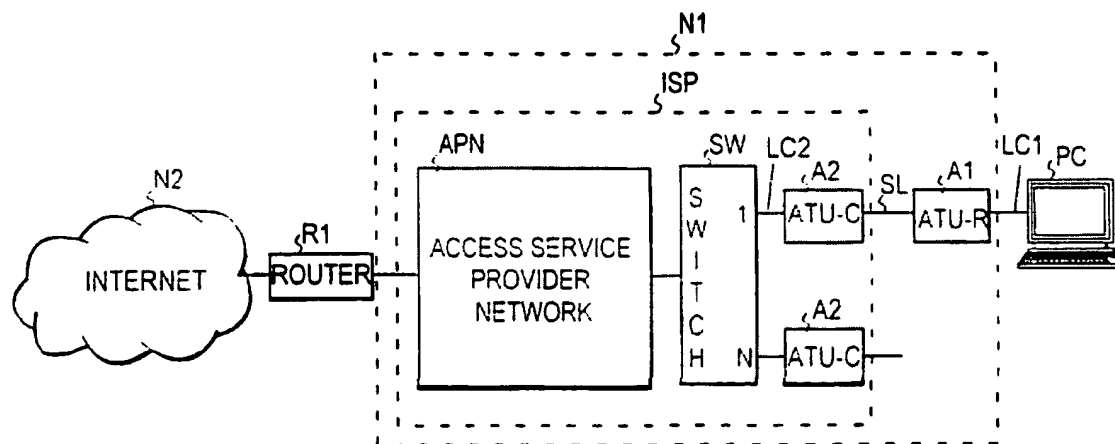 N1
ISP
APN
SW
LC2
A2
SL
A1
LC1
PC
N2
R1
INTERNET
ROUTER
ACCESS SERVICE
PROVIDER
NETWORK
SWITCH
1
ATU-C
ATU-R
A2
N
ATU-C